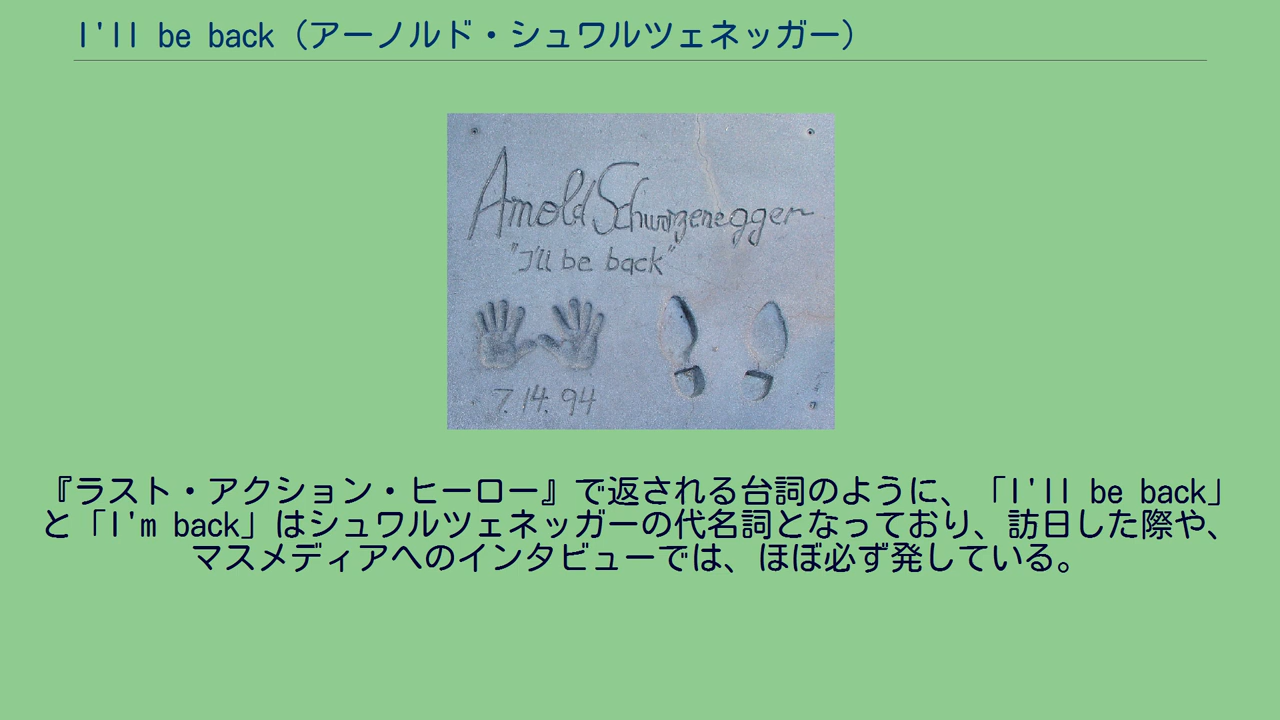 I'll be back（アーノルド・シュワルツェネッガー）
Arnold Schwarzenegger
"I'll be back"
7.14.94
『ラスト・アクション・ヒーロー』で返される台詞のように、「I'll be back」
と「I'm back」はシュワルツェネッガーの代名詞となっており、訪日した際や、
マスメディアへのインタビューでは、ほぼ必ず発している。